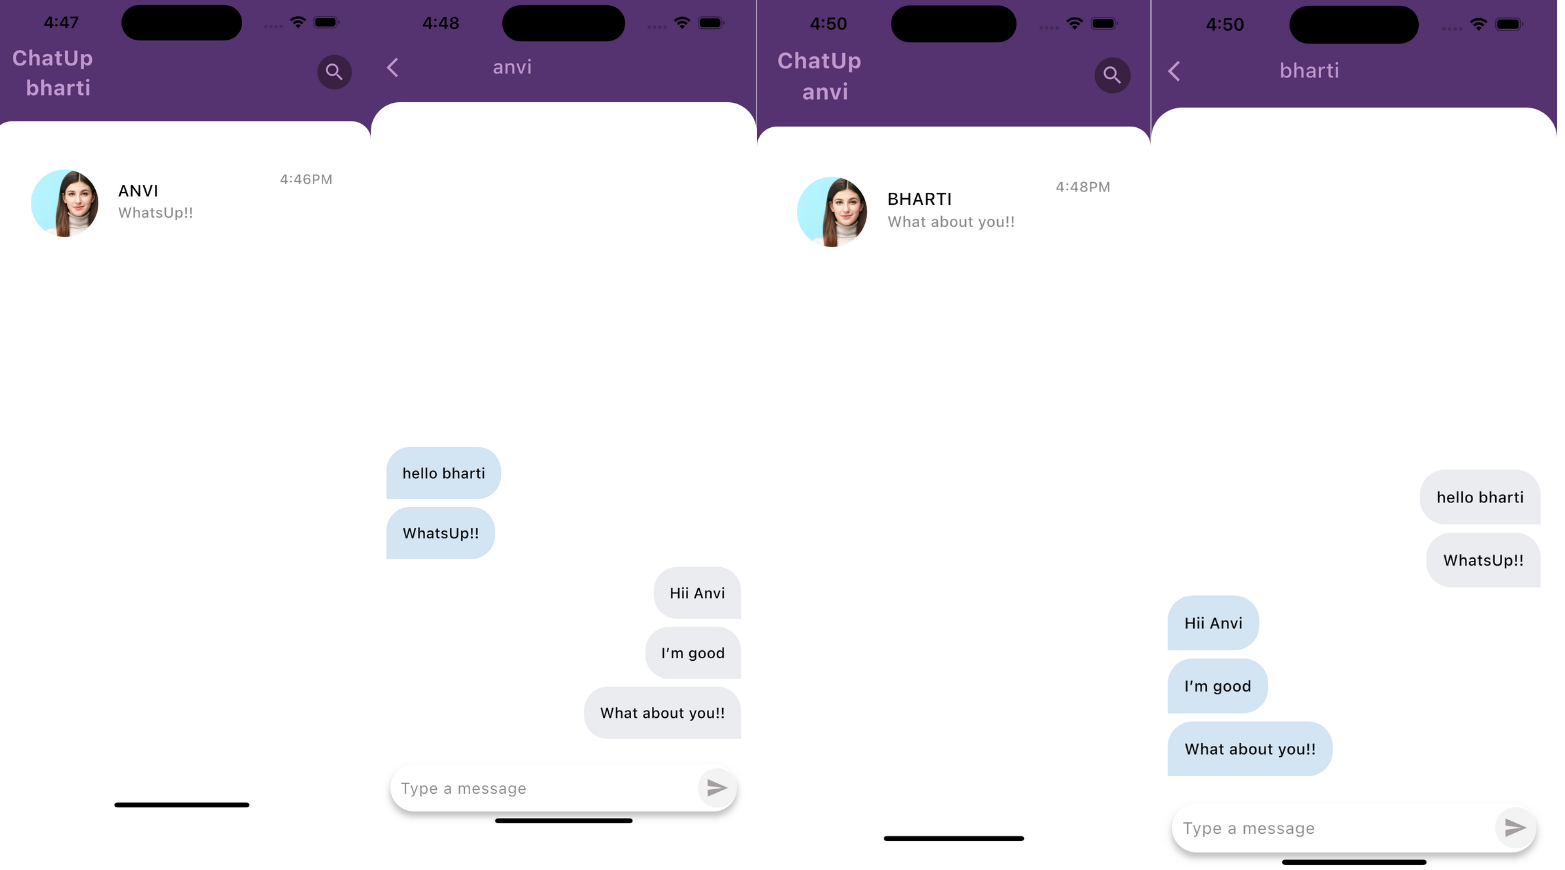 4:47
ChatUp
bharti
ANVI
4:46PM
WhatsUp!!
4:48
anvi
hello bharti
WhatsUp!!
Hii Anvi
I'm good
What about you!!
Type a message
4:50
ChatUp
anvi
BHARTI
4:48PM
What about you!!
4:50
bharti
hello bharti
WhatsUp!!
Hii Anvi
I'm good
What about you!!
Type a message